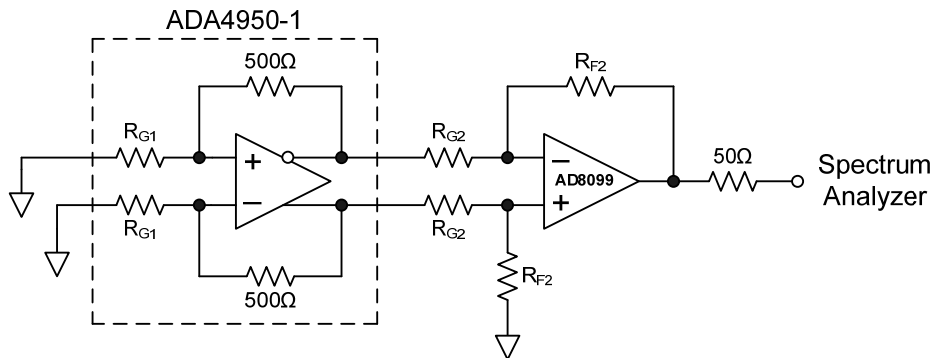 ADA4950-1
500Ω
RG1
+
−
RG1
500Ω
RG2
RG2
RF2
−
AD8099
+
RF2
50Ω
Spectrum
Analyzer